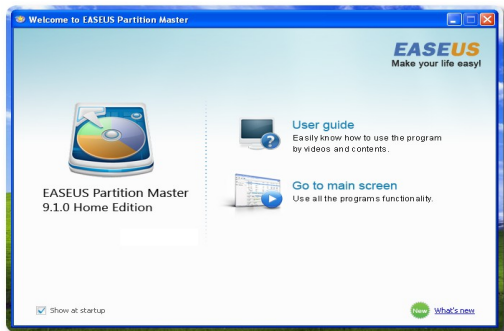 Welcome to EASEUS Partition Master
EASEUS
Make your life easy!
User guide
Easily know how to use the program
by videos and contents.
EASEUS Partition Master
9.1.0 Home Edition
Go to main screen
Use all the programs functionality.
Show at startup
New What's new